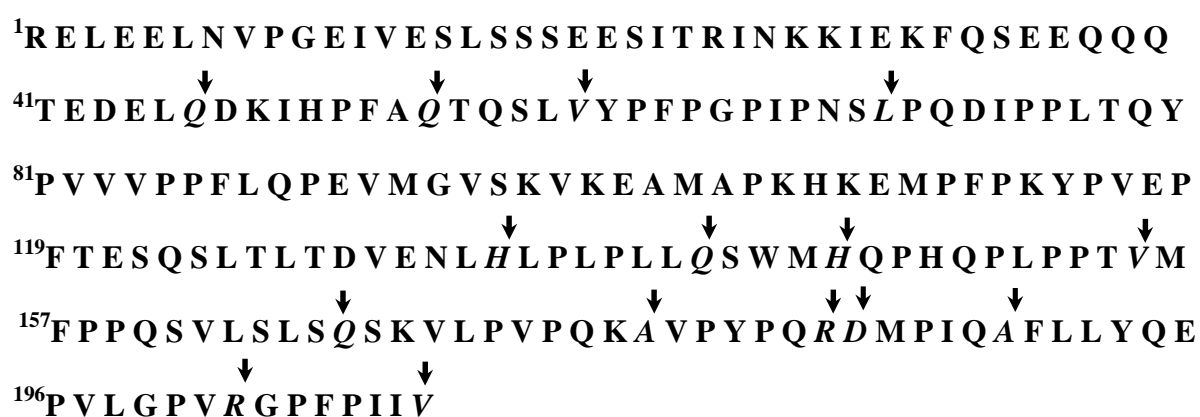 1R E L E E L N V P G E I V E S L S S S E E S I T R I N K K I E K F Q S E E Q Q Q
41T E D E L Q D K I H P F A Q T Q S L V Y P F P G P I P N S L P Q D I P P L T Q Y
81P V V V P P F L Q P E V M G V S K V K E A M A P K H K E M P F P K Y P V E P
119F T E S Q S L T L T D V E N L H L P L P L L Q S W M H Q P H Q P L P P T V M
157F P P Q S V L S L S Q S K V L P V P Q K A V P Y P Q R D M P I Q A F L L Y Q E
196P V L G P V R G P F P I I V